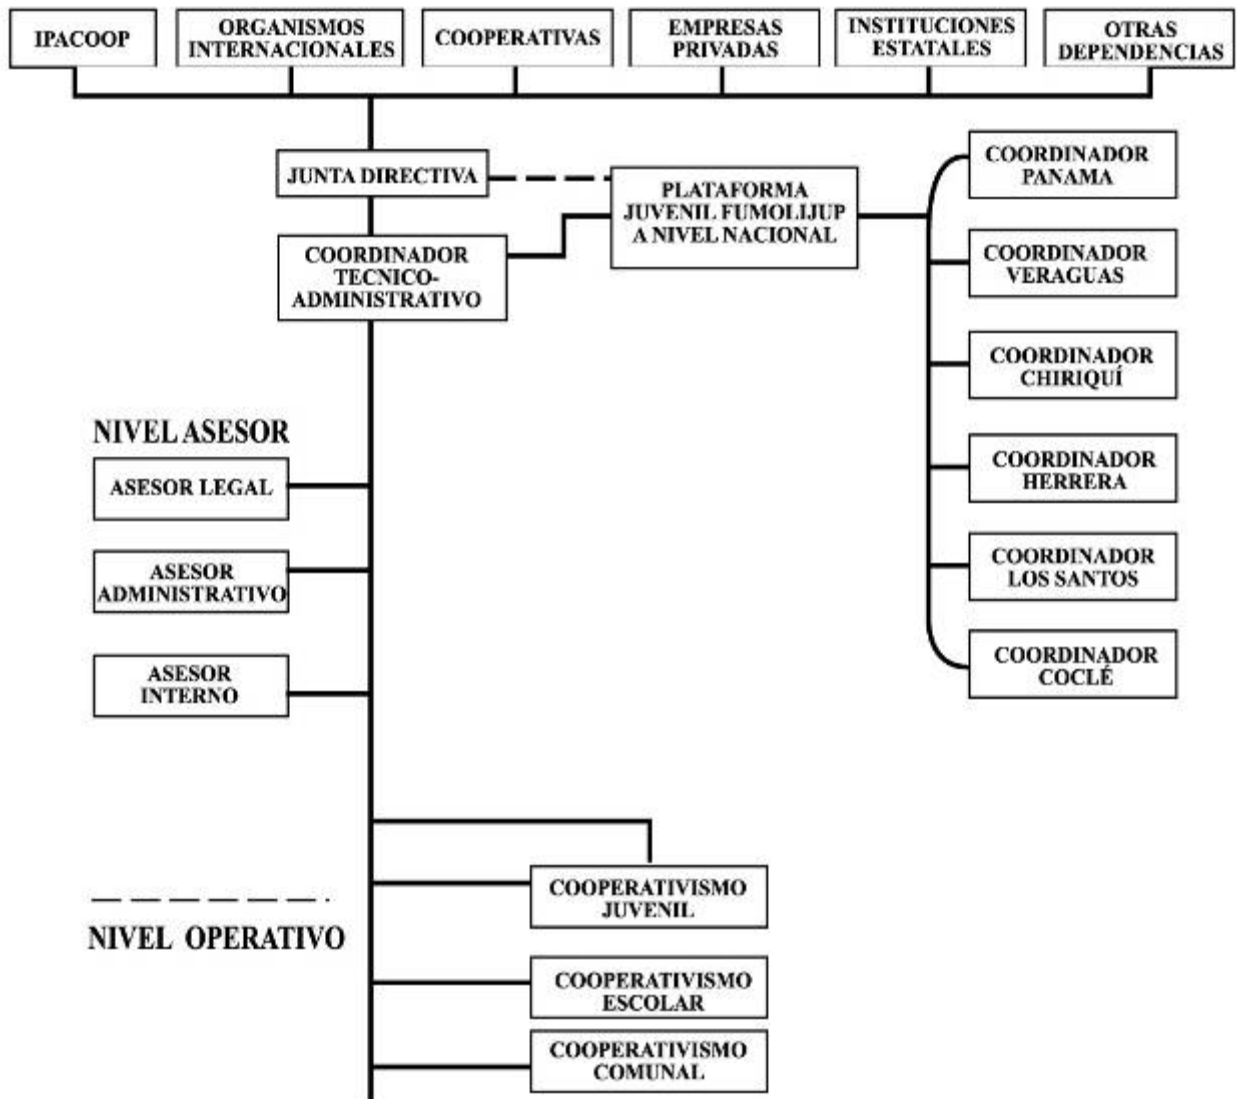 IPACOOP
ORGANISMOS
INTERNACIONALES
COOPERATIVAS
EMPRESAS
PRIVADAS
INSTITUCIONES
ESTATALES
OTRAS
DEPENDENCIAS
JUNTA DIRECTIVA
COORDINADOR
TECNICO-
ADMINISTRATIVO
PLATAFORMA
JUVENIL FUMOLIJUP
A NIVEL NACIONAL
COORDINADOR
PANAMA
COORDINADOR
VERAGUAS
COORDINADOR
CHIRIQUÍ
COORDINADOR
HERRERA
COORDINADOR
LOS SANTOS
COORDINADOR
COCLÉ
NIVEL ASESOR
ASESOR LEGAL
ASESOR
ADMINISTRATIVO
ASESOR
INTERNO
NIVEL OPERATIVO
COOPERATIVISMO
JUVENIL
COOPERATIVISMO
ESCOLAR
COOPERATIVISMO
COMUNAL